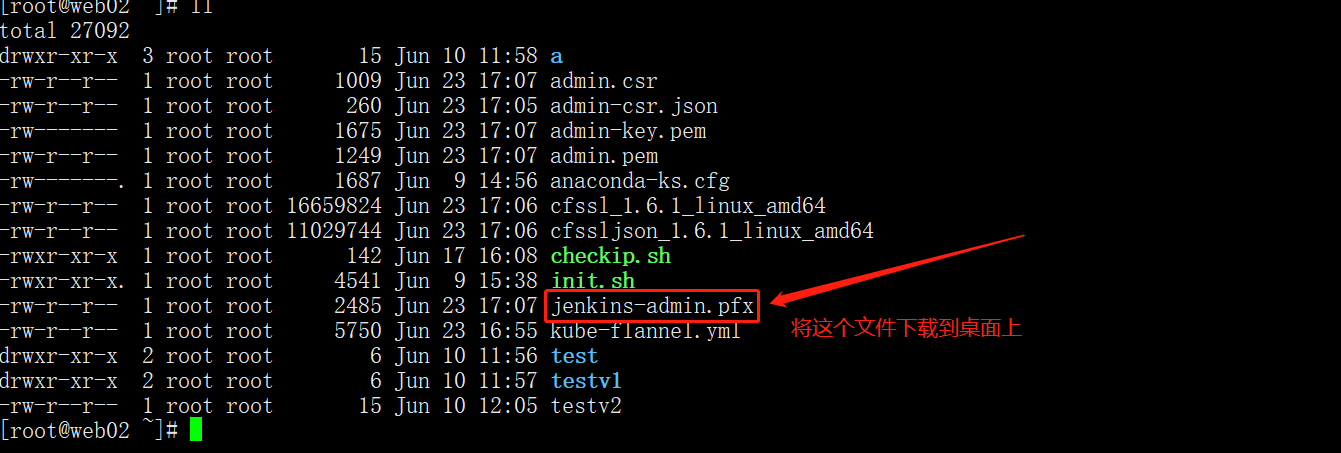 [root@web02 ~]# ll
total 27092
drwxr-xr-x  3 root root       15 Jun 10 11:58 a
-rw-r--r--  1 root root     1009 Jun 23 17:07 admin.csr
-rw-r--r--  1 root root      260 Jun 23 17:05 admin-csr.json
-rw-------  1 root root     1675 Jun 23 17:07 admin-key.pem
-rw-r--r--  1 root root     1249 Jun 23 17:07 admin.pem
-rw-------. 1 root root     1687 Jun  9 14:56 anaconda-ks.cfg
-rw-r--r--  1 root root 16659824 Jun 23 17:06 cfssl_1.6.1_linux_amd64
-rw-r--r--  1 root root 11029744 Jun 23 17:06 cfssljson_1.6.1_linux_amd64
-rwxr-xr-x  1 root root      142 Jun 17 16:08 checkip.sh
-rwxr-xr-x. 1 root root     4541 Jun  9 15:38 init.sh
-rw-r--r--  1 root root     2485 Jun 23 17:07 jenkins-admin.pfx
将这个文件下载到桌面上
-rw-r--r--  1 root root     5750 Jun 23 16:55 kube-flannel.yml
drwxr-xr-x  2 root root        6 Jun 10 11:56 test
drwxr-xr-x  2 root root        6 Jun 10 11:57 testv1
-rw-r--r--  1 root root       15 Jun 10 12:05 testv2
[root@web02 ~]#